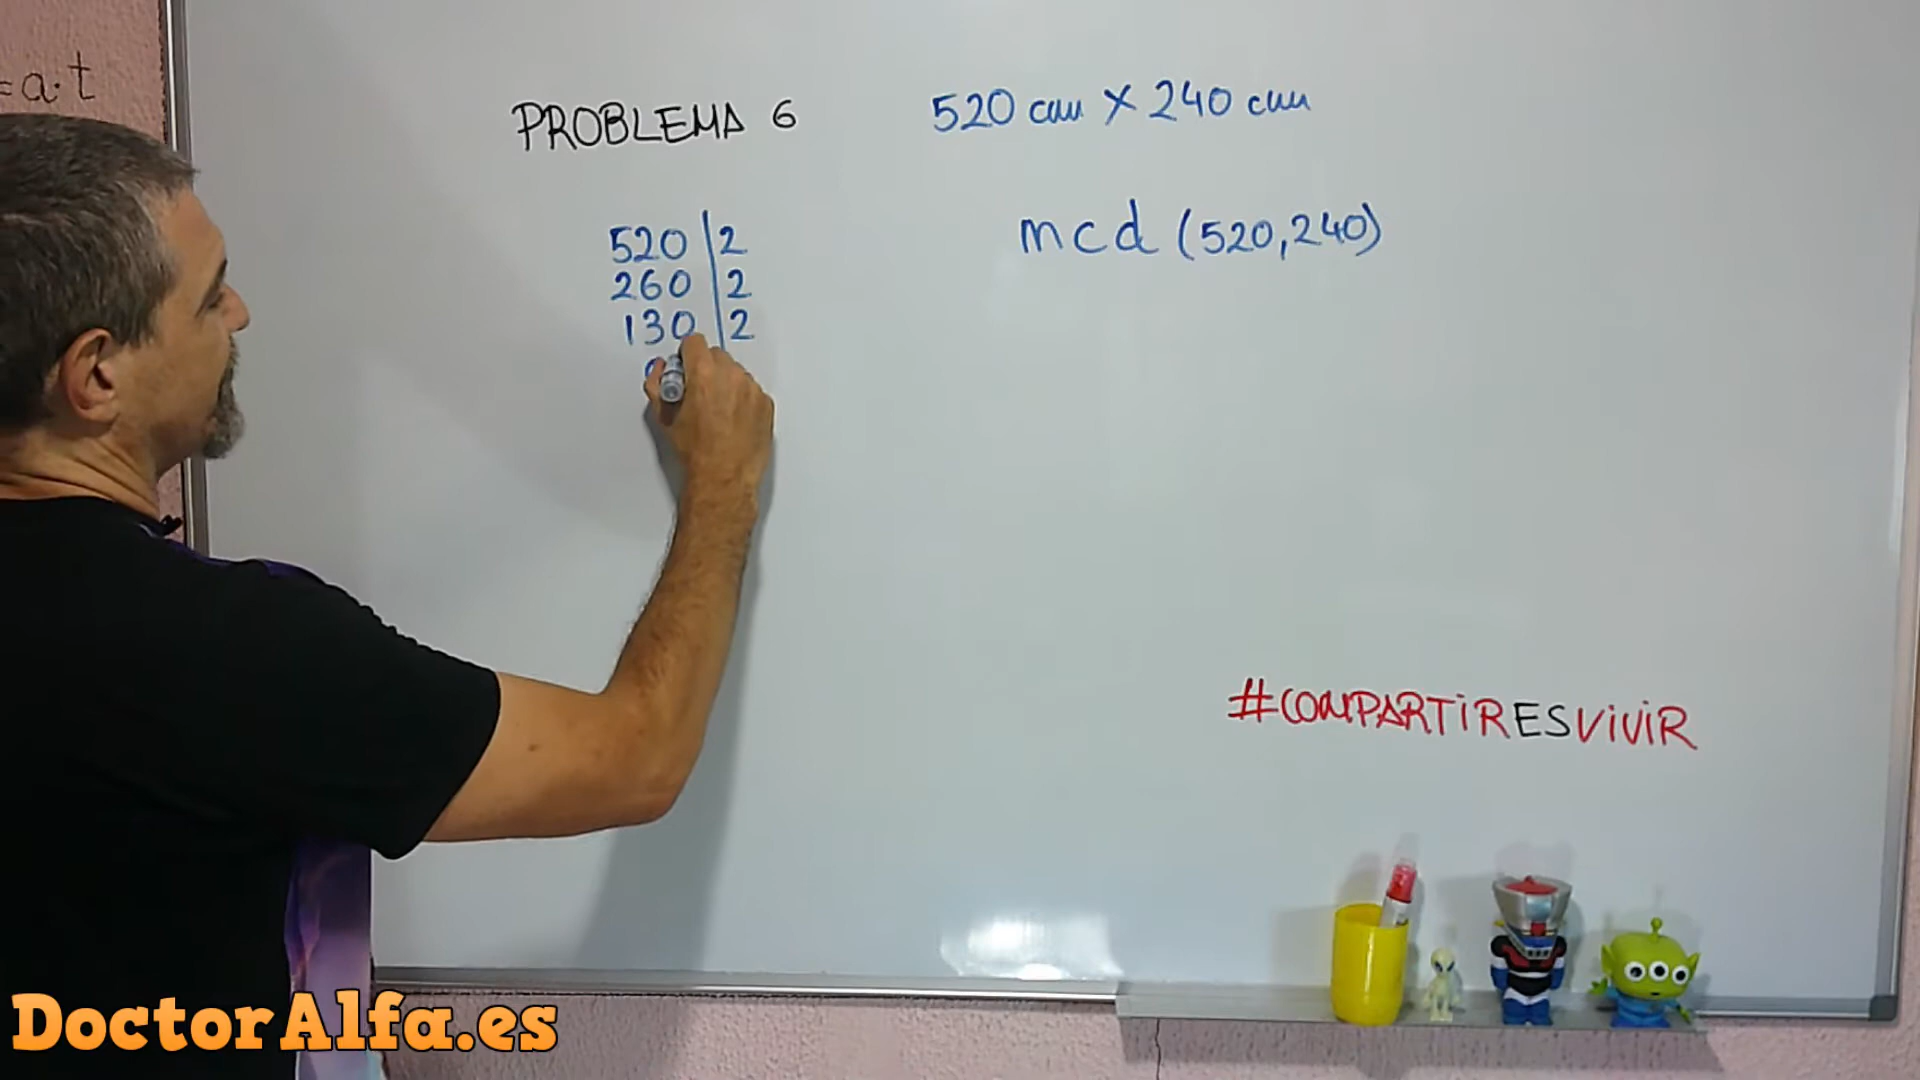 =a·t
PROBLEMA 6
520 cm X 240 cm
mcd (520,240)
520 | 2
260 | 2
130 | 2
#COMPARTIRESVIVIR
DoctorAlfa.es